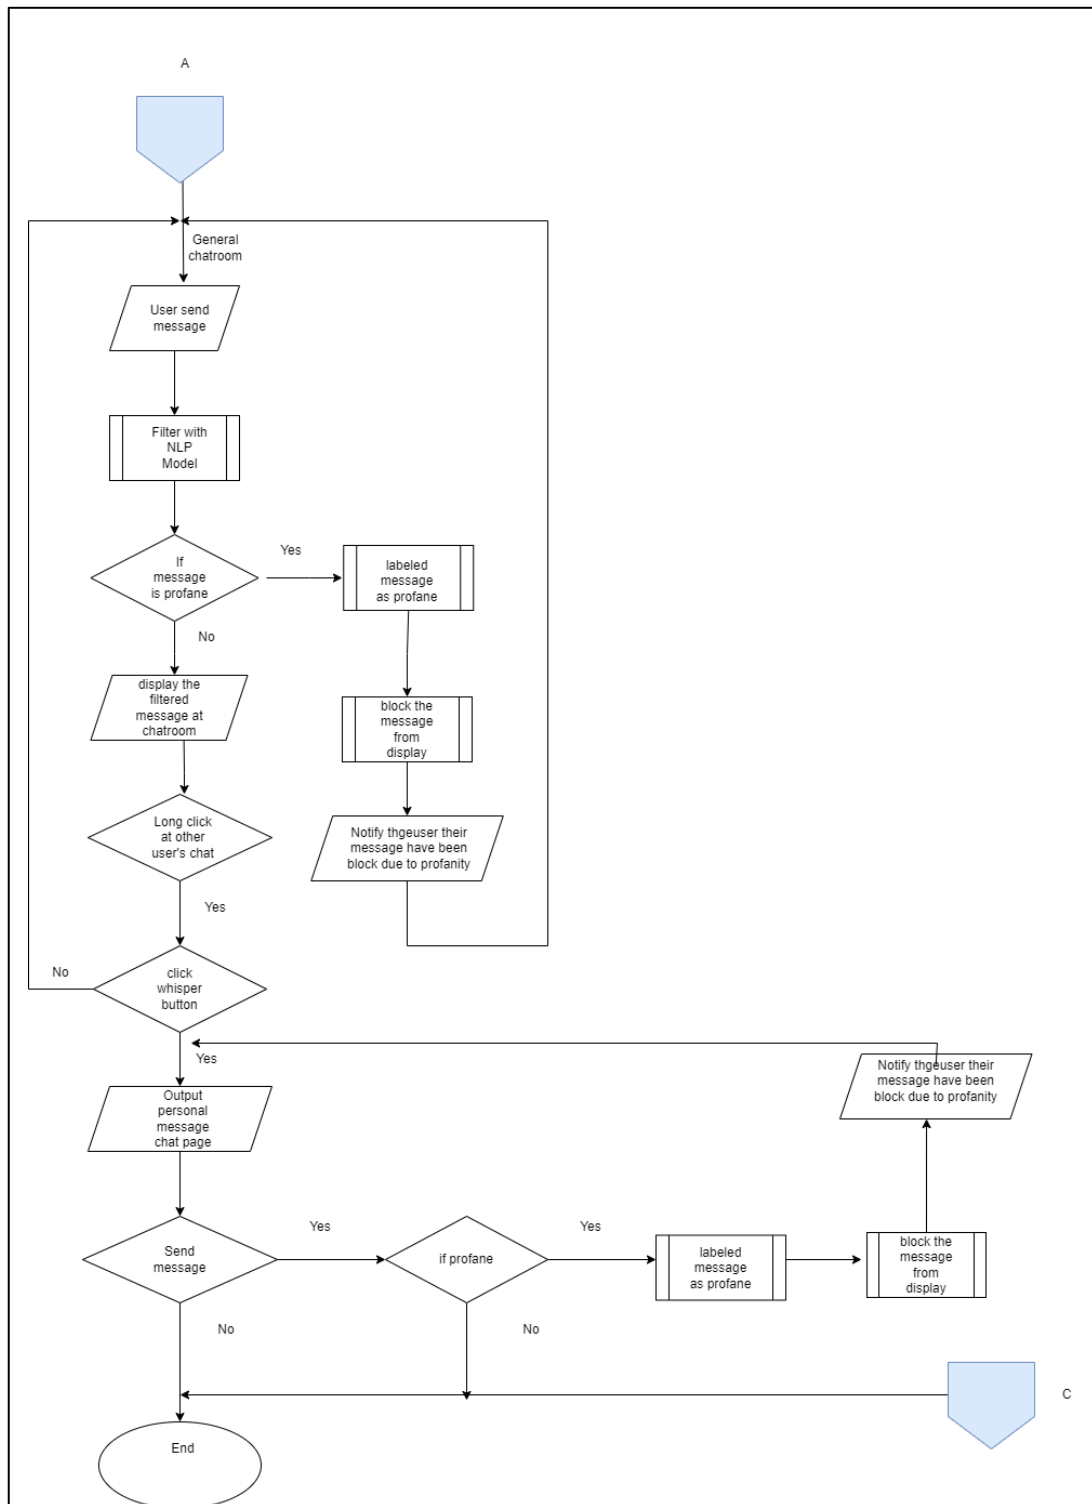 A
General
chatroom
User send
message
Filter with
NLP
Model
If
message
is profane
Yes
labeled
message
as profane
No
display the
filtered
message at
chatroom
block the
message
from
display
Long click
at other
user's chat
Notify thgeuser their
message have been
block due to profanity
Yes
No
click
whisper
button
Yes
Output
personal
message
chat page
Notify thgeuser their
message have been
block due to profanity
Send
message
Yes
if profane
Yes
labeled
message
as profane
block the
message
from
display
No
No
C
End